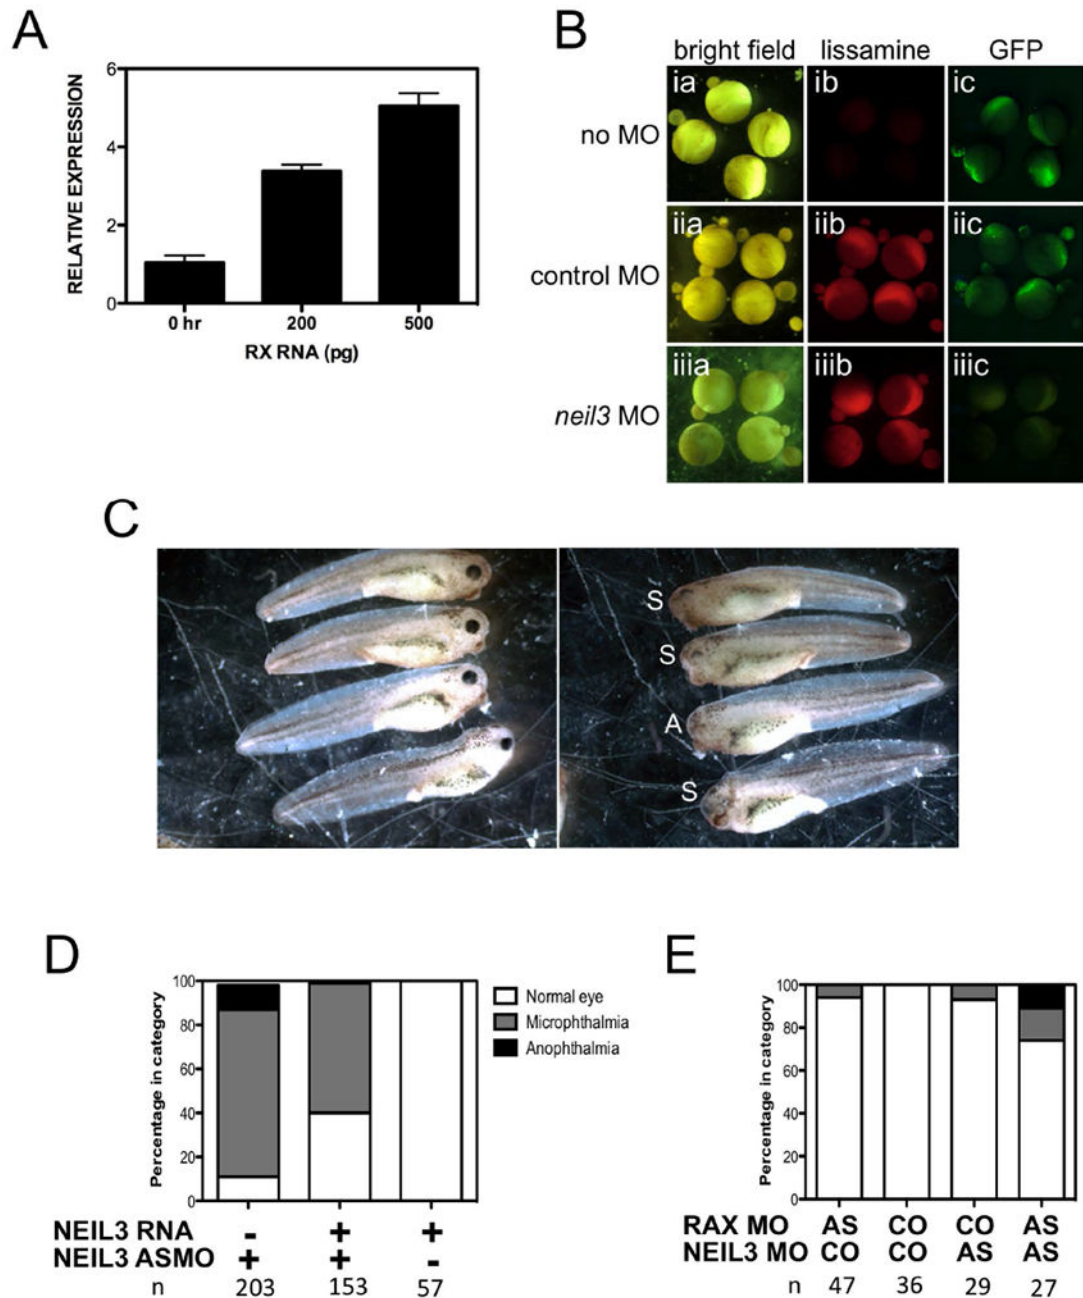 A
RELATIVE EXPRESSION
6
4
2
0
0 hr 200 500
RX RNA (pg)
B
bright field lissamine GFP
no MO
ia ib ic
control MO
iia iib iic
neil3 MO
iiia iiib iiic
C
S
S
A
S
D
Percentage in category
100
80
60
40
20
0
Normal eye
Microphthalmia
Anophthalmia
NEIL3 RNA - + +
NEIL3 ASMO + + -
n 203 153 57
E
Percentage in category
100
80
60
40
20
0
RAX MO AS CO CO AS
NEIL3 MO CO CO AS AS
n 47 36 29 27